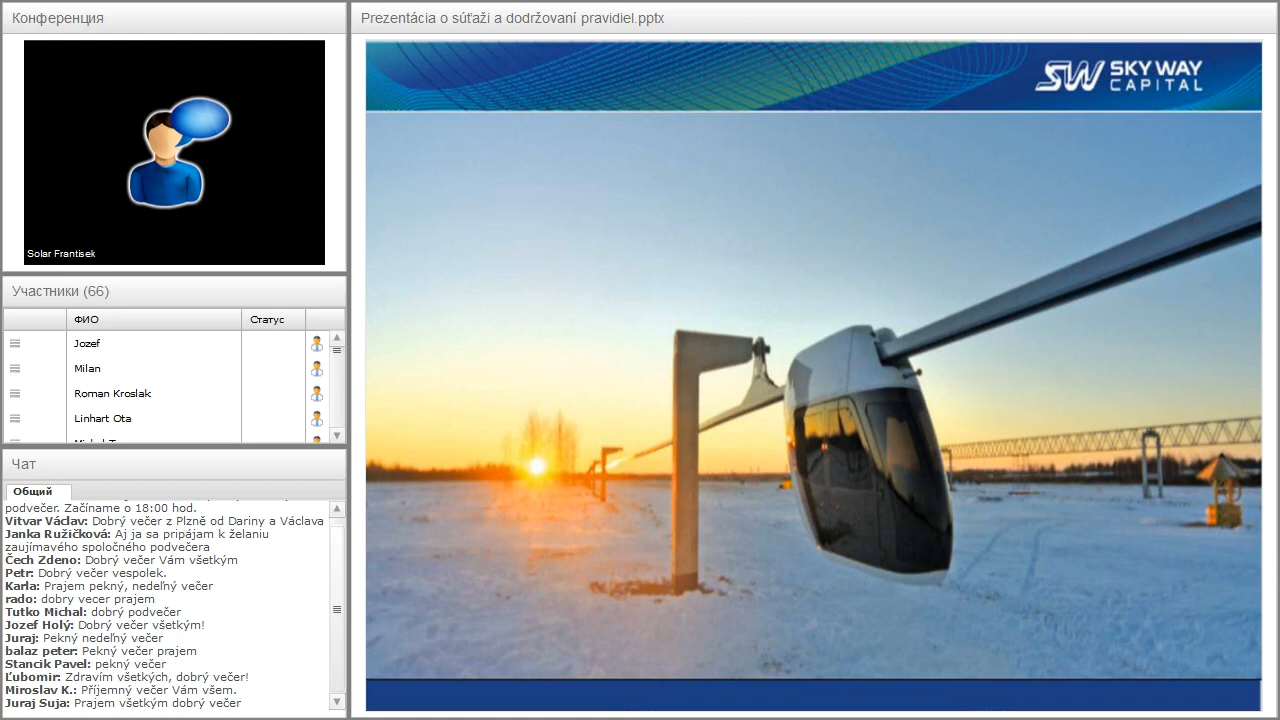 Конференция
Solar Frantisek
Участники (66)
ФИО
Статус
Jozef
Milan
Roman Kroslak
Linhart Ota
Чат
Общий
podvečer. Začíname o 18:00 hod.
Vitvar Václav: Dobrý večer z Plzně od Dariny a Václava
Janka Ružičková: Aj ja sa pripájam k želaniu
zaujímavého spoločného podvečera
Čech Zdeno: Dobrý večer Vám všetkým
Petr: Dobrý večer vespolek.
Karla: Prajem pekný, nedeľný večer
rado: dobry vecer prajem
Tutko Michal: dobrý podvečer
Jozef Holý: Dobrý večer všetkým!
Juraj: Pekný nedeľný večer
balaz peter: Pekný večer prajem
Stancik Pavel: pekný večer
Ľubomir: Zdravím všetkých, dobrý večer!
Miroslav K.: Příjemný večer Vám všem.
Juraj Suja: Prajem všetkým dobrý večer
Prezentácia o súťaži a dodržovaní pravidiel.pptx
SW SKY WAY
CAPITAL